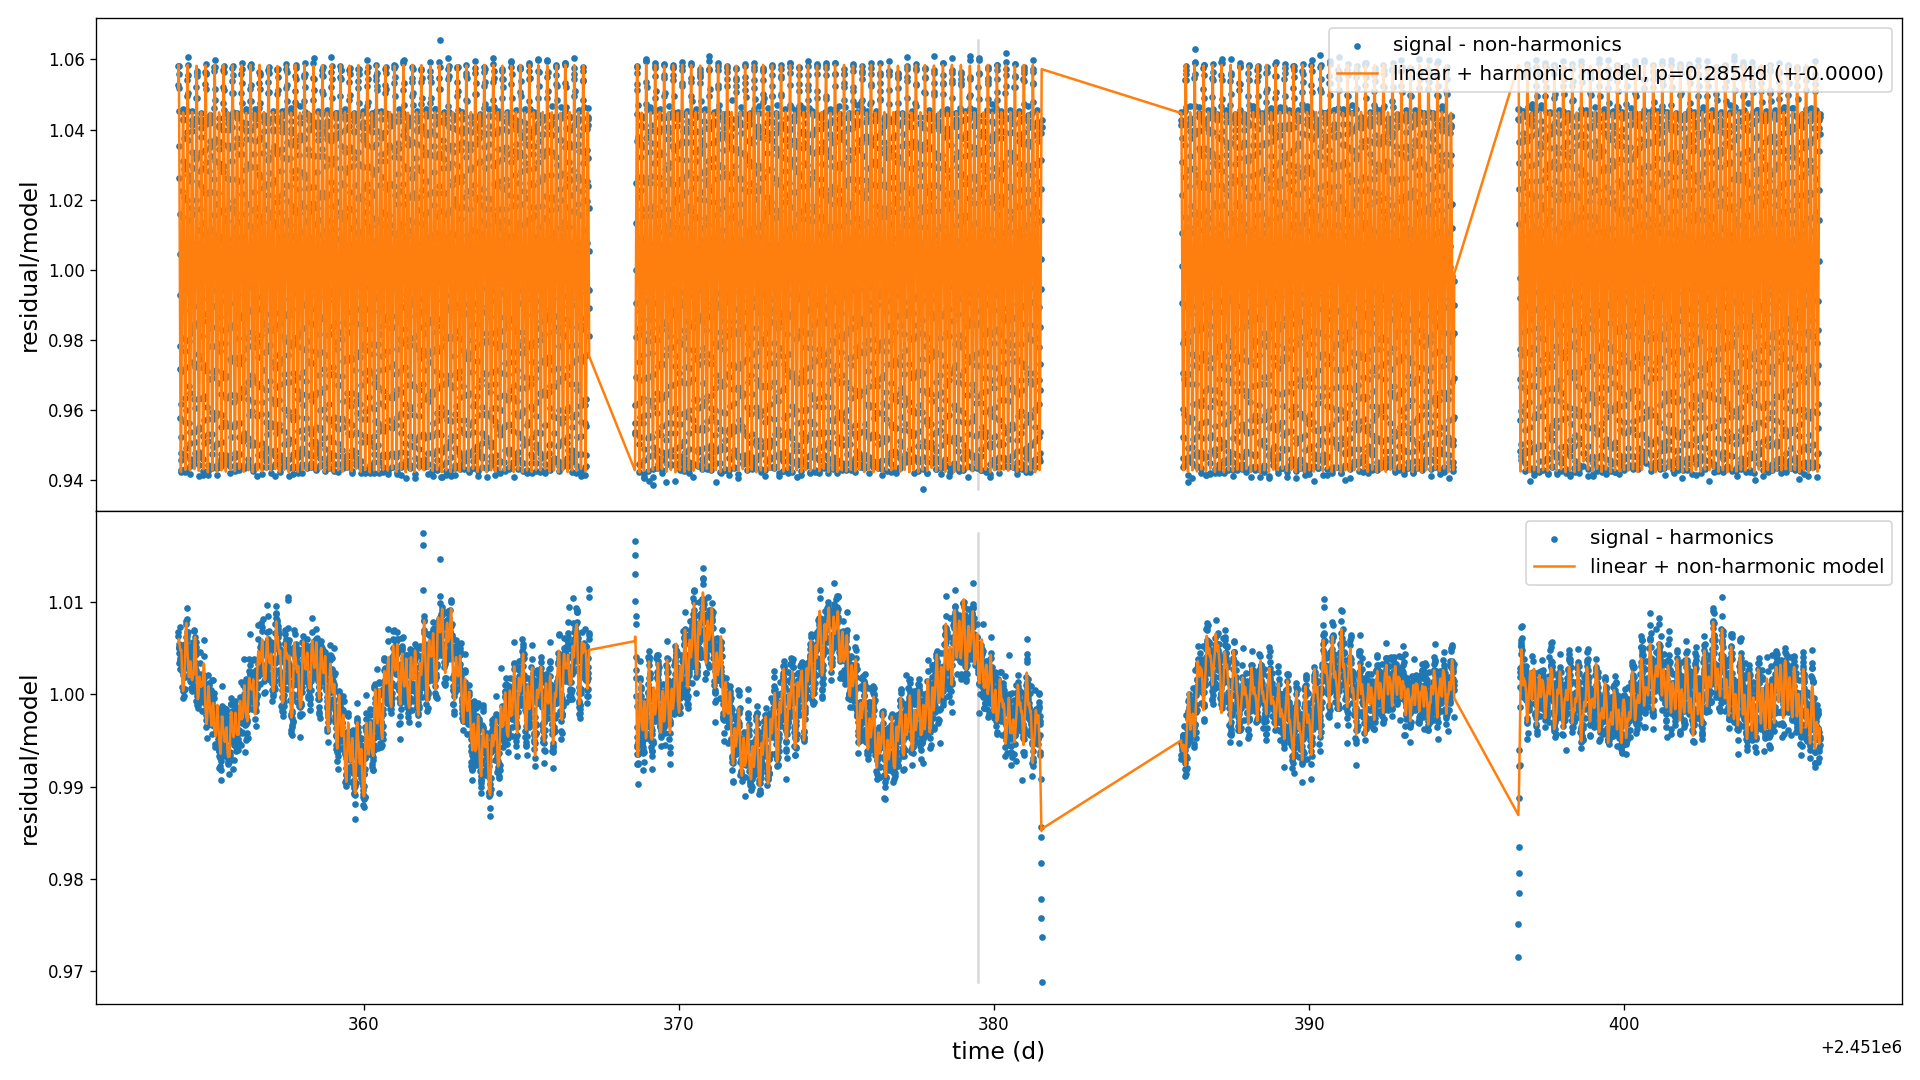 signal - non-harmonics
linear + harmonic model, p=0.2854d (+-0.0000)
residual/model
1.06
1.04
1.02
1.00
0.98
0.96
0.94
signal - harmonics
linear + non-harmonic model
residual/model
1.01
1.00
0.99
0.98
0.97
360
370
380
390
400
time (d)
+2.451e6